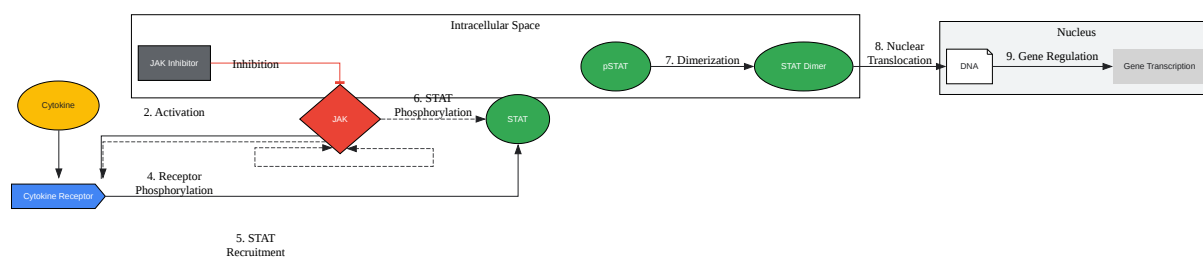 Intracellular Space
Nucleus
JAK Inhibitor
Inhibition
pSTAT
7. Dimerization
STAT Dimer
8. Nuclear
Translocation
DNA
9. Gene Regulation
Gene Transcription
Cytokine
2. Activation
JAK
6. STAT
Phosphorylation
STAT
4. Receptor
Phosphorylation
Cytokine Receptor
5. STAT
Recruitment